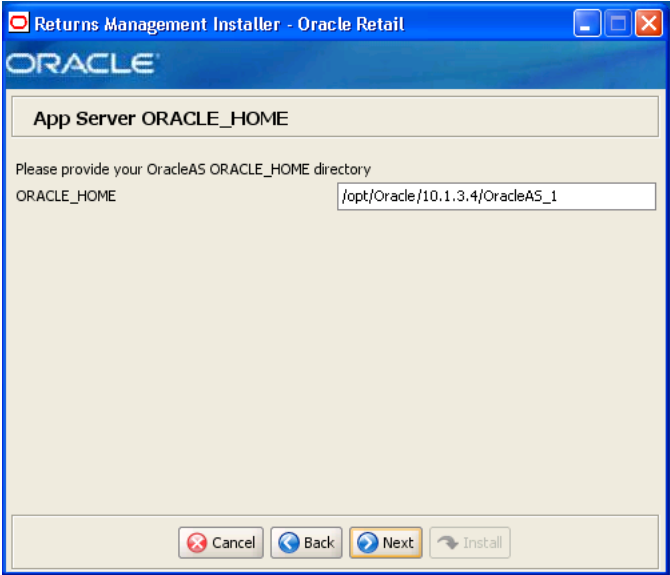 Returns Management Installer - Oracle Retail
ORACLE
App Server ORACLE_HOME
Please provide your OracleAS ORACLE_HOME directory
ORACLE_HOME /opt/Oracle/10.1.3.4/OracleAS_1
Cancel Back Next Install